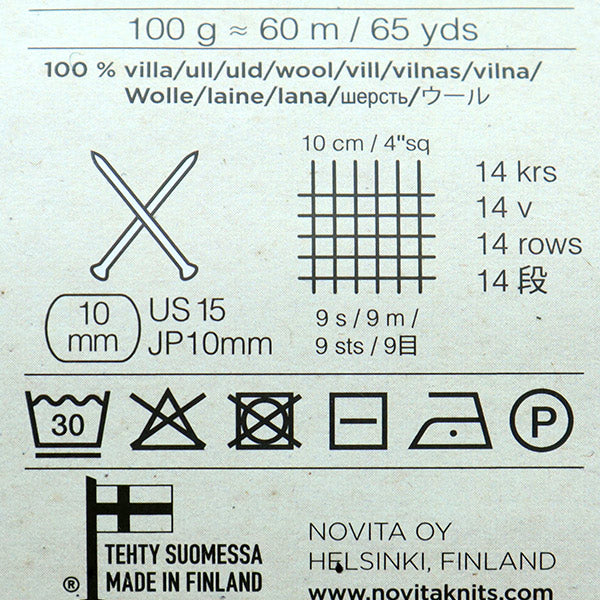 100 g ≈ 60 m / 65 yds
100 % villa/ull/uld/wool/vill/vilnas/vilna/
Wolle/laine/lana/шерсть/ウール
10 cm / 4"sq
14 krs
14 v
14 rows
14 段
10 mm
US 15
JP10mm
9 s / 9 m /
9 sts / 9目
30
P
TEHTY SUOMESSA
® MADE IN FINLAND
NOVITA OY
HELSINKI, FINLAND
www.novitaknits.com